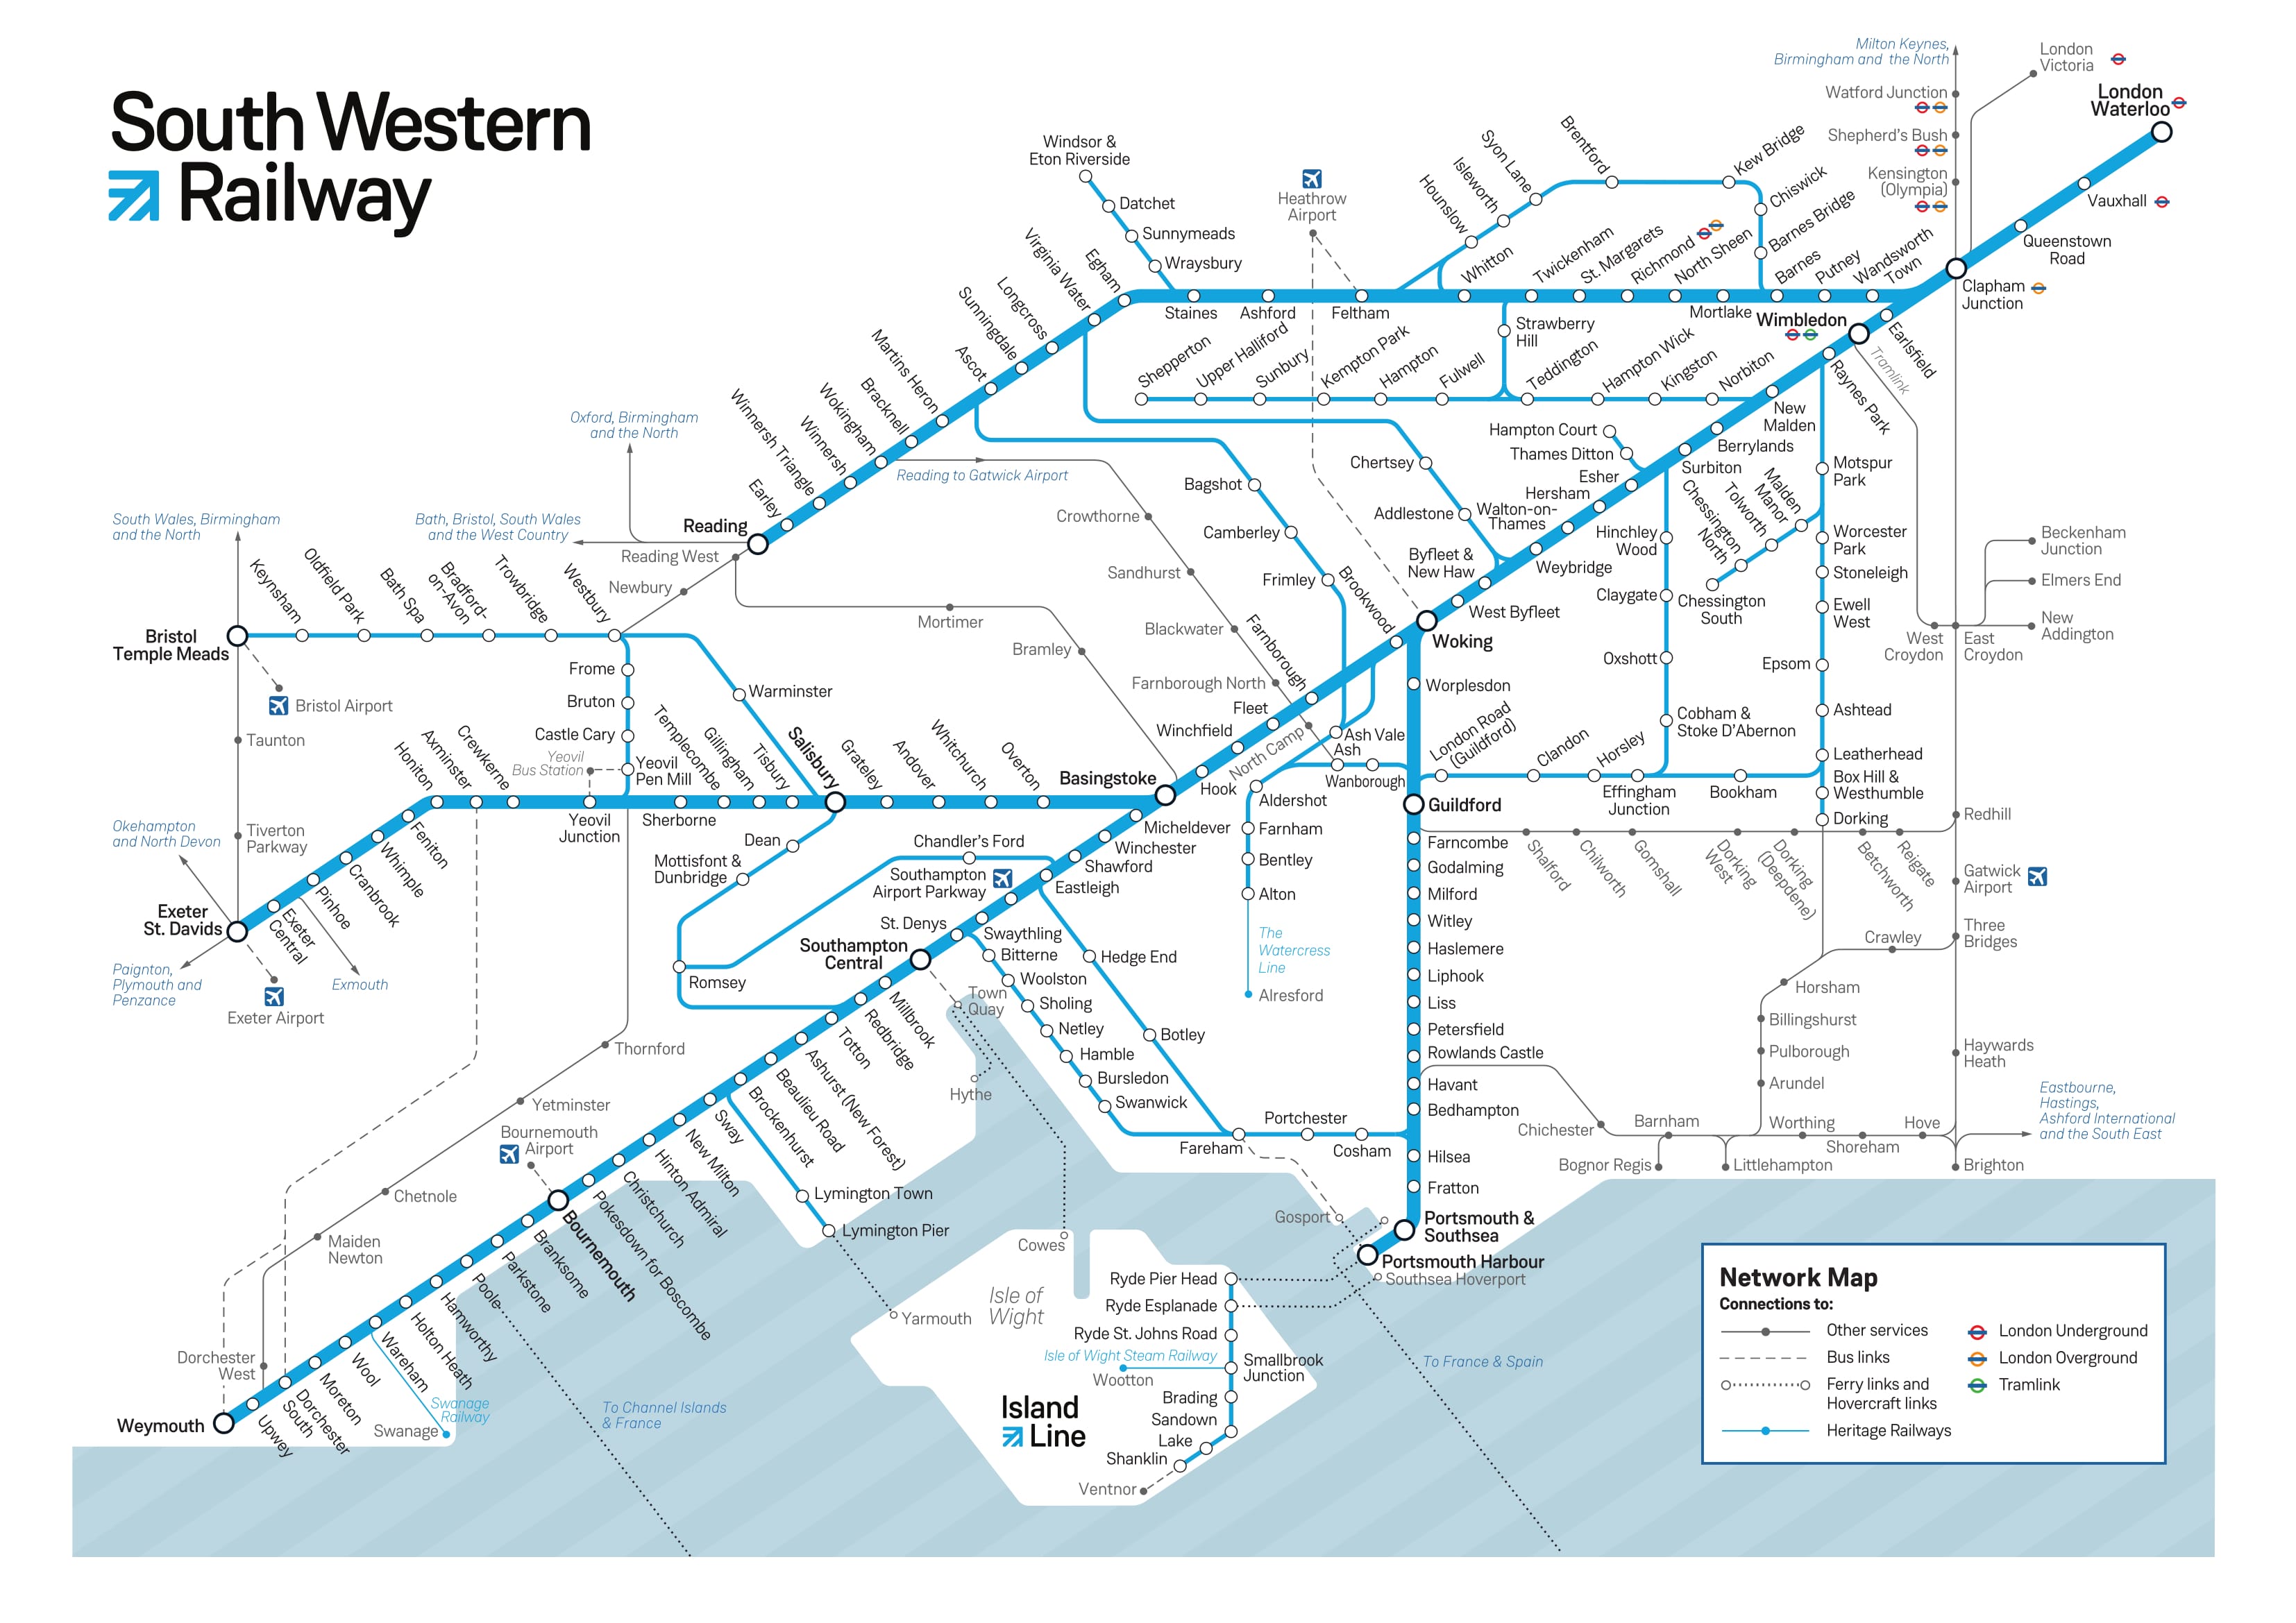 South Western
Railway
Milton Keynes,
Birmingham and the North
London
Victoria
London
Waterloo
Watford Junction
Shepherd's Bush
Kensington
(Olympia)
Vauxhall
Queenstown
Road
Clapham
Junction
Windsor &
Eton Riverside
Datchet
Sunnymeads
Wraysbury
Heathrow
Airport
Hounslow
Isleworth
Syon Lane
Brentford
Kew Bridge
Chiswick
Barnes Bridge
Virginia Water
Egham
Staines
Ashford
Feltham
Whitton
Twickenham
St. Margarets
Richmond
North Sheen
Mortlake
Barnes
Putney
Wandsworth
Town
Wimbledon
Earlsfield
Tramlink
Raynes Park
Longcross
Sunningdale
Ascot
Martins Heron
Bracknell
Wokingham
Winnersh
Winnersh Triangle
Earley
Reading
Strawberry
Hill
Shepperton
Upper Halliford
Sunbury
Kempton Park
Hampton
Fulwell
Teddington
Hampton Wick
Kingston
Norbiton
New
Malden
Berrylands
Surbiton
Hampton Court
Thames Ditton
Esher
Hersham
Walton-on-
Thames
Weybridge
Byfleet &
New Haw
West Byfleet
Chertsey
Addlestone
Bagshot
Camberley
Frimley
Brookwood
Woking
Motspur
Park
Malden
Manor
Tolworth
Chessington
North
Chessington
South
Worcester
Park
Stoneleigh
Ewell
West
Epsom
Ashtead
Leatherhead
Box Hill &
Westhumble
Dorking
Hinchley
Wood
Claygate
Oxshott
Cobham &
Stoke D'Abernon
Beckenham
Junction
Elmers End
New
Addington
West
Croydon
East
Croydon
Oxford, Birmingham
and the North
Reading to Gatwick Airport
South Wales, Birmingham
and the North
Bath, Bristol, South Wales
and the West Country
Reading West
Newbury
Mortimer
Bramley
Crowthorne
Sandhurst
Blackwater
Farnborough North
North Camp
Keynsham
Oldfield Park
Bath Spa
Bradford-
on-Avon
Trowbridge
Westbury
Bristol
Temple Meads
Bristol Airport
Taunton
Tiverton
Parkway
Frome
Bruton
Castle Cary
Yeovil
Bus Station
Yeovil
Pen Mill
Warminster
Honiton
Axminster
Crewkerne
Yeovil
Junction
Sherborne
Templecombe
Gillingham
Tisbury
Salisbury
Grateley
Andover
Whitchurch
Overton
Basingstoke
Hook
Winchfield
Fleet
Farnborough
Ash Vale
Ash
Wanborough
Aldershot
Farnham
Bentley
Alton
The
Watercress
Line
Alresford
Worplesdon
London Road
(Guildford)
Clandon
Horsley
Effingham
Junction
Bookham
Guildford
Farncombe
Godalming
Milford
Witley
Haslemere
Liphook
Liss
Petersfield
Rowlands Castle
Havant
Bedhampton
Hilsea
Fratton
Portsmouth &
Southsea
Portsmouth Harbour
Southsea Hoverport
Shalford
Chilworth
Gomshall
Dorking
West
Dorking
(Deepdene)
Betchworth
Reigate
Redhill
Gatwick
Airport
Three
Bridges
Crawley
Horsham
Billingshurst
Pulborough
Arundel
Haywards
Heath
Eastbourne,
Hastings,
Ashford International
and the South East
Chichester
Barnham
Bognor Regis
Littlehampton
Worthing
Shoreham
Hove
Brighton
Okehampton
and North Devon
Exeter
St. Davids
Exeter
Central
Pinhoe
Cranbrook
Whimple
Feniton
Paignton,
Plymouth and
Penzance
Exmouth
Exeter Airport
Dean
Mottisfont &
Dunbridge
Romsey
Chandler's Ford
Micheldever
Winchester
Shawford
Eastleigh
Southampton
Airport Parkway
Swaythling
St. Denys
Southampton
Central
Bitterne
Woolston
Sholing
Netley
Hamble
Bursledon
Swanwick
Hedge End
Botley
Fareham
Portchester
Cosham
Gosport
Town
Quay
Hythe
Millbrook
Redbridge
Totton
Ashurst (New Forest)
Beaulieu Road
Brockenhurst
Sway
New Milton
Hinton Admiral
Christchurch
Pokesdown for Boscombe
Bournemouth
Branksome
Parkstone
Poole
Hamworthy
Holton Heath
Wareham
Wool
Moreton
Dorchester
South
Upwey
Weymouth
Thornford
Yetminster
Chetnole
Maiden
Newton
Dorchester
West
Bournemouth
Airport
Lymington Town
Lymington Pier
Yarmouth
Cowes
Isle of
Wight
Swanage
Railway
Swanage
To Channel Islands
& France
To France & Spain
Ryde Pier Head
Ryde Esplanade
Ryde St. Johns Road
Isle of Wight Steam Railway
Wootton
Smallbrook
Junction
Brading
Sandown
Lake
Shanklin
Ventnor
Island
Line
Network Map
Connections to:
Other services
Bus links
Ferry links and
Hovercraft links
Heritage Railways
London Underground
London Overground
Tramlink